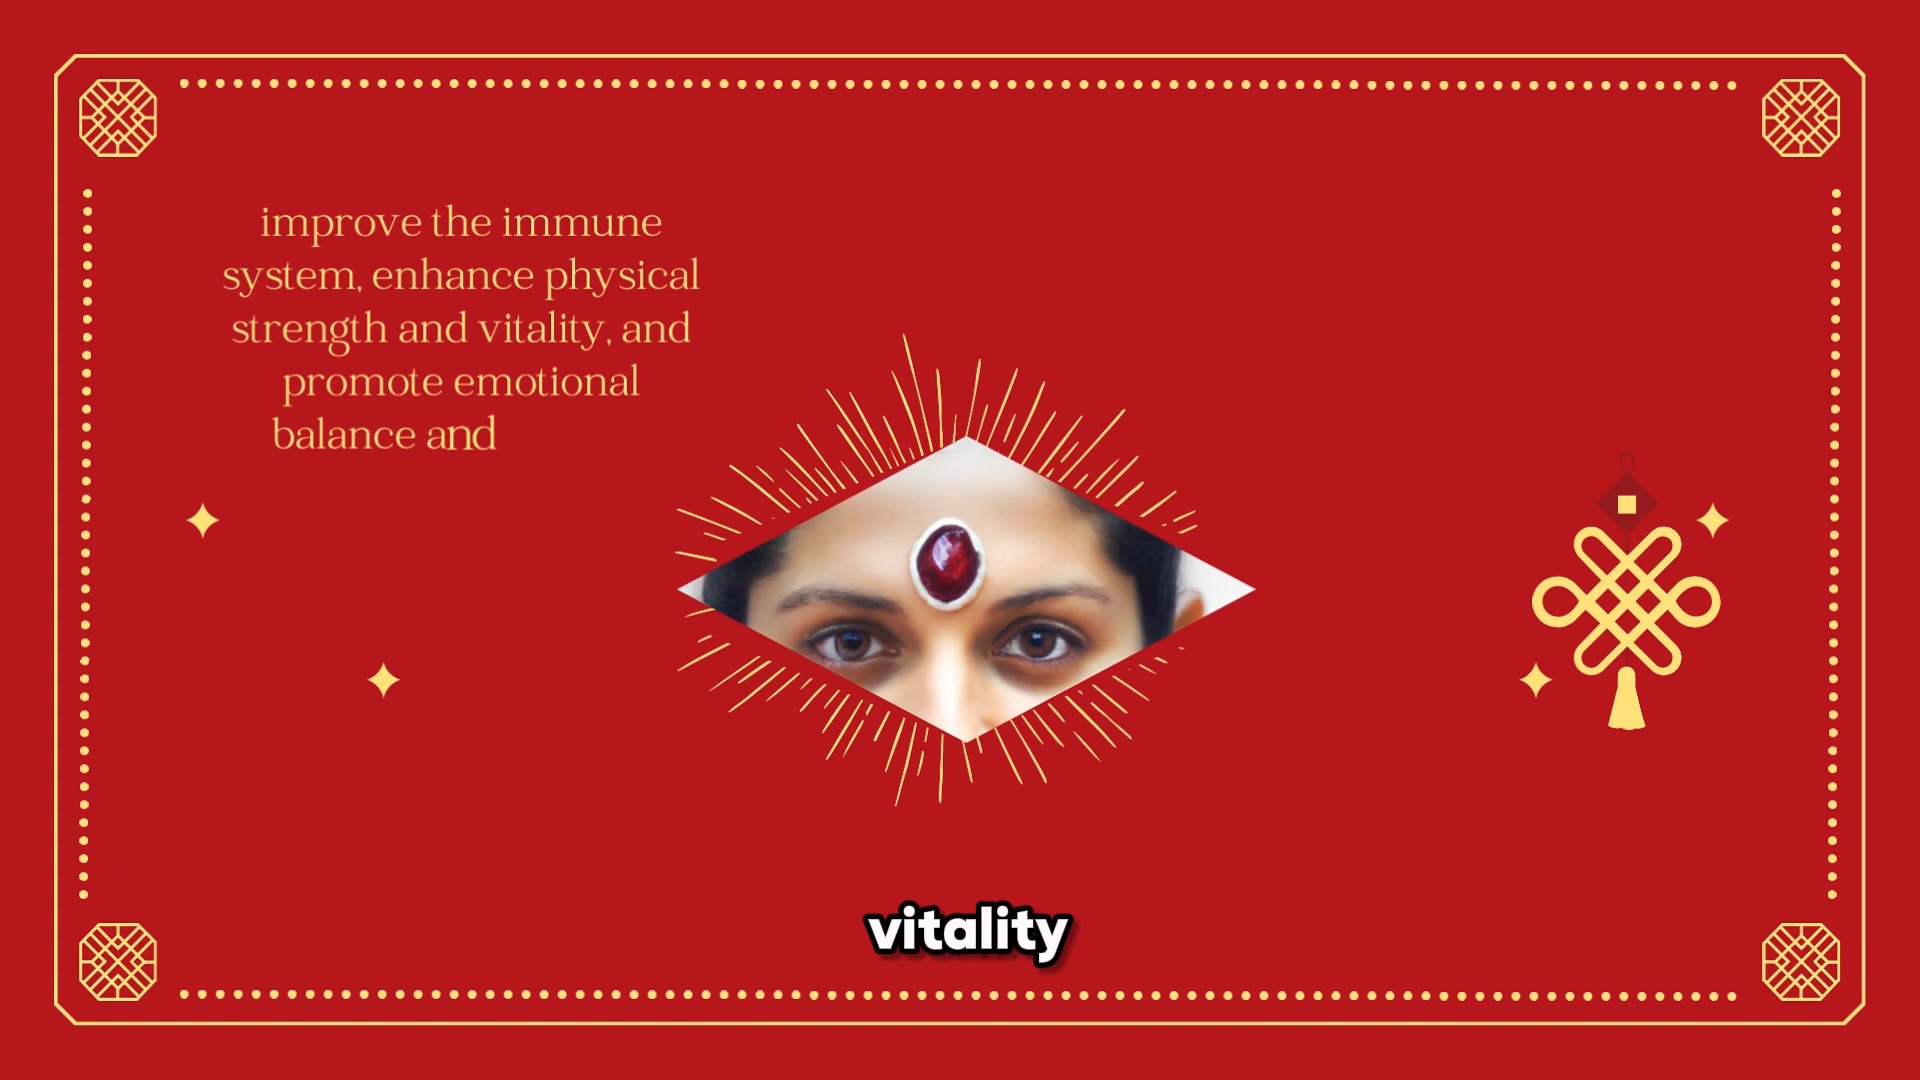 improve the immune
system, enhance physical
strength and vitality, and
promote emotional
balance and
vitality